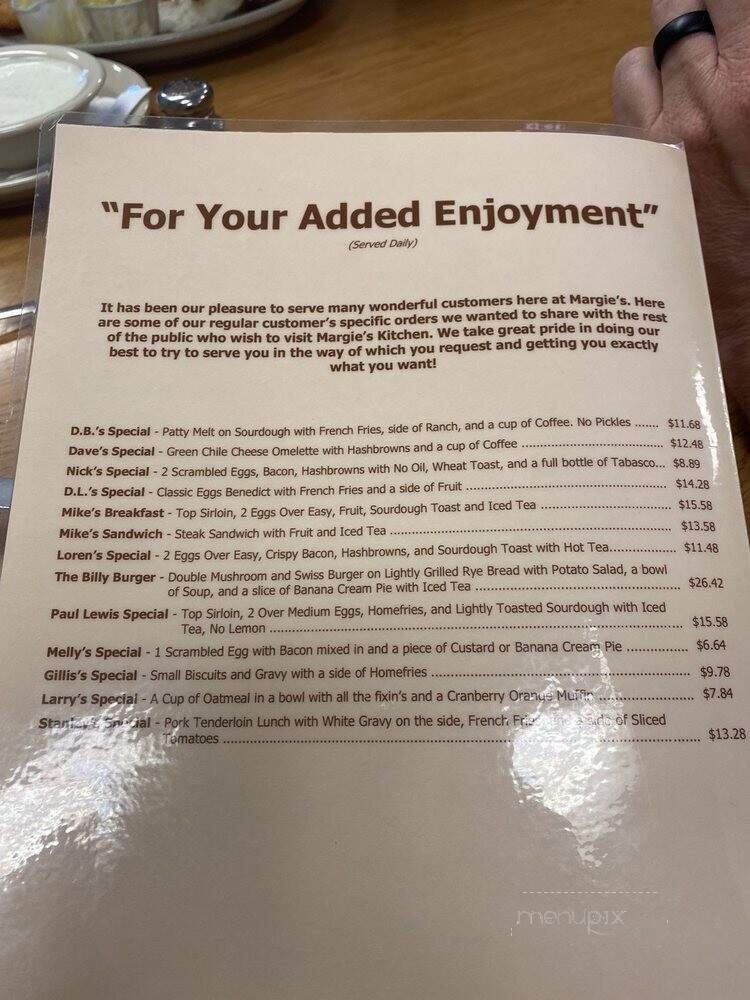 “For Your Added Enjoyment”
(Served Daily)
It has been our pleasure to serve many wonderful customers here at Margie's. Here
are some of our regular customer's specific orders we wanted to share with the rest
of the public who wish to visit Margie's Kitchen. We take great pride in doing our
best to try to serve you in the way of which you request and getting you exactly
what you want!
D.B.'s Special - Patty Melt on Sourdough with French Fries, side of Ranch, and a cup of Coffee. No Pickles ....... $11.68
Dave's Special - Green Chile Cheese Omelette with Hashbrowns and a cup of Coffee ................................ $12.48
Nick's Special - 2 Scrambled Eggs, Bacon, Hashbrowns with No Oil, Wheat Toast, and a full bottle of Tabasco... $8.89
D.L.'s Special - Classic Eggs Benedict with French Fries and a side of Fruit ............................................. $14.28
Mike's Breakfast - Top Sirloin, 2 Eggs Over Easy, Fruit, Sourdough Toast and Iced Tea .............................. $15.58
Mike's Sandwich - Steak Sandwich with Fruit and Iced Tea ................................................................ $13.58
Loren's Special - 2 Eggs Over Easy, Crispy Bacon, Hashbrowns, and Sourdough Toast with Hot Tea............... $11.48
The Billy Burger - Double Mushroom and Swiss Burger on Lightly Grilled Rye Bread with Potato Salad, a bowl
of Soup, and a slice of Banana Cream Pie with Iced Tea ................................................ $26.42
Paul Lewis Special - Top Sirloin, 2 Over Medium Eggs, Homefries, and Lightly Toasted Sourdough with Iced
Tea, No Lemon ............................................................................................. $15.58
Melly's Special - 1 Scrambled Egg with Bacon mixed in and a piece of Custard or Banana Cream Pie .............. $6.64
Gillis's Special - Small Biscuits and Gravy with a side of Homefries ........................................................ $9.78
Larry's Special - A Cup of Oatmeal in a bowl with all the fixin's and a Cranberry Orange Muffin .................... $7.84
Stanley's Special - Pork Tenderloin Lunch with White Gravy on the side, French Fries, and a side of Sliced
Tomatoes ........................................................................................................ $13.28
menupix